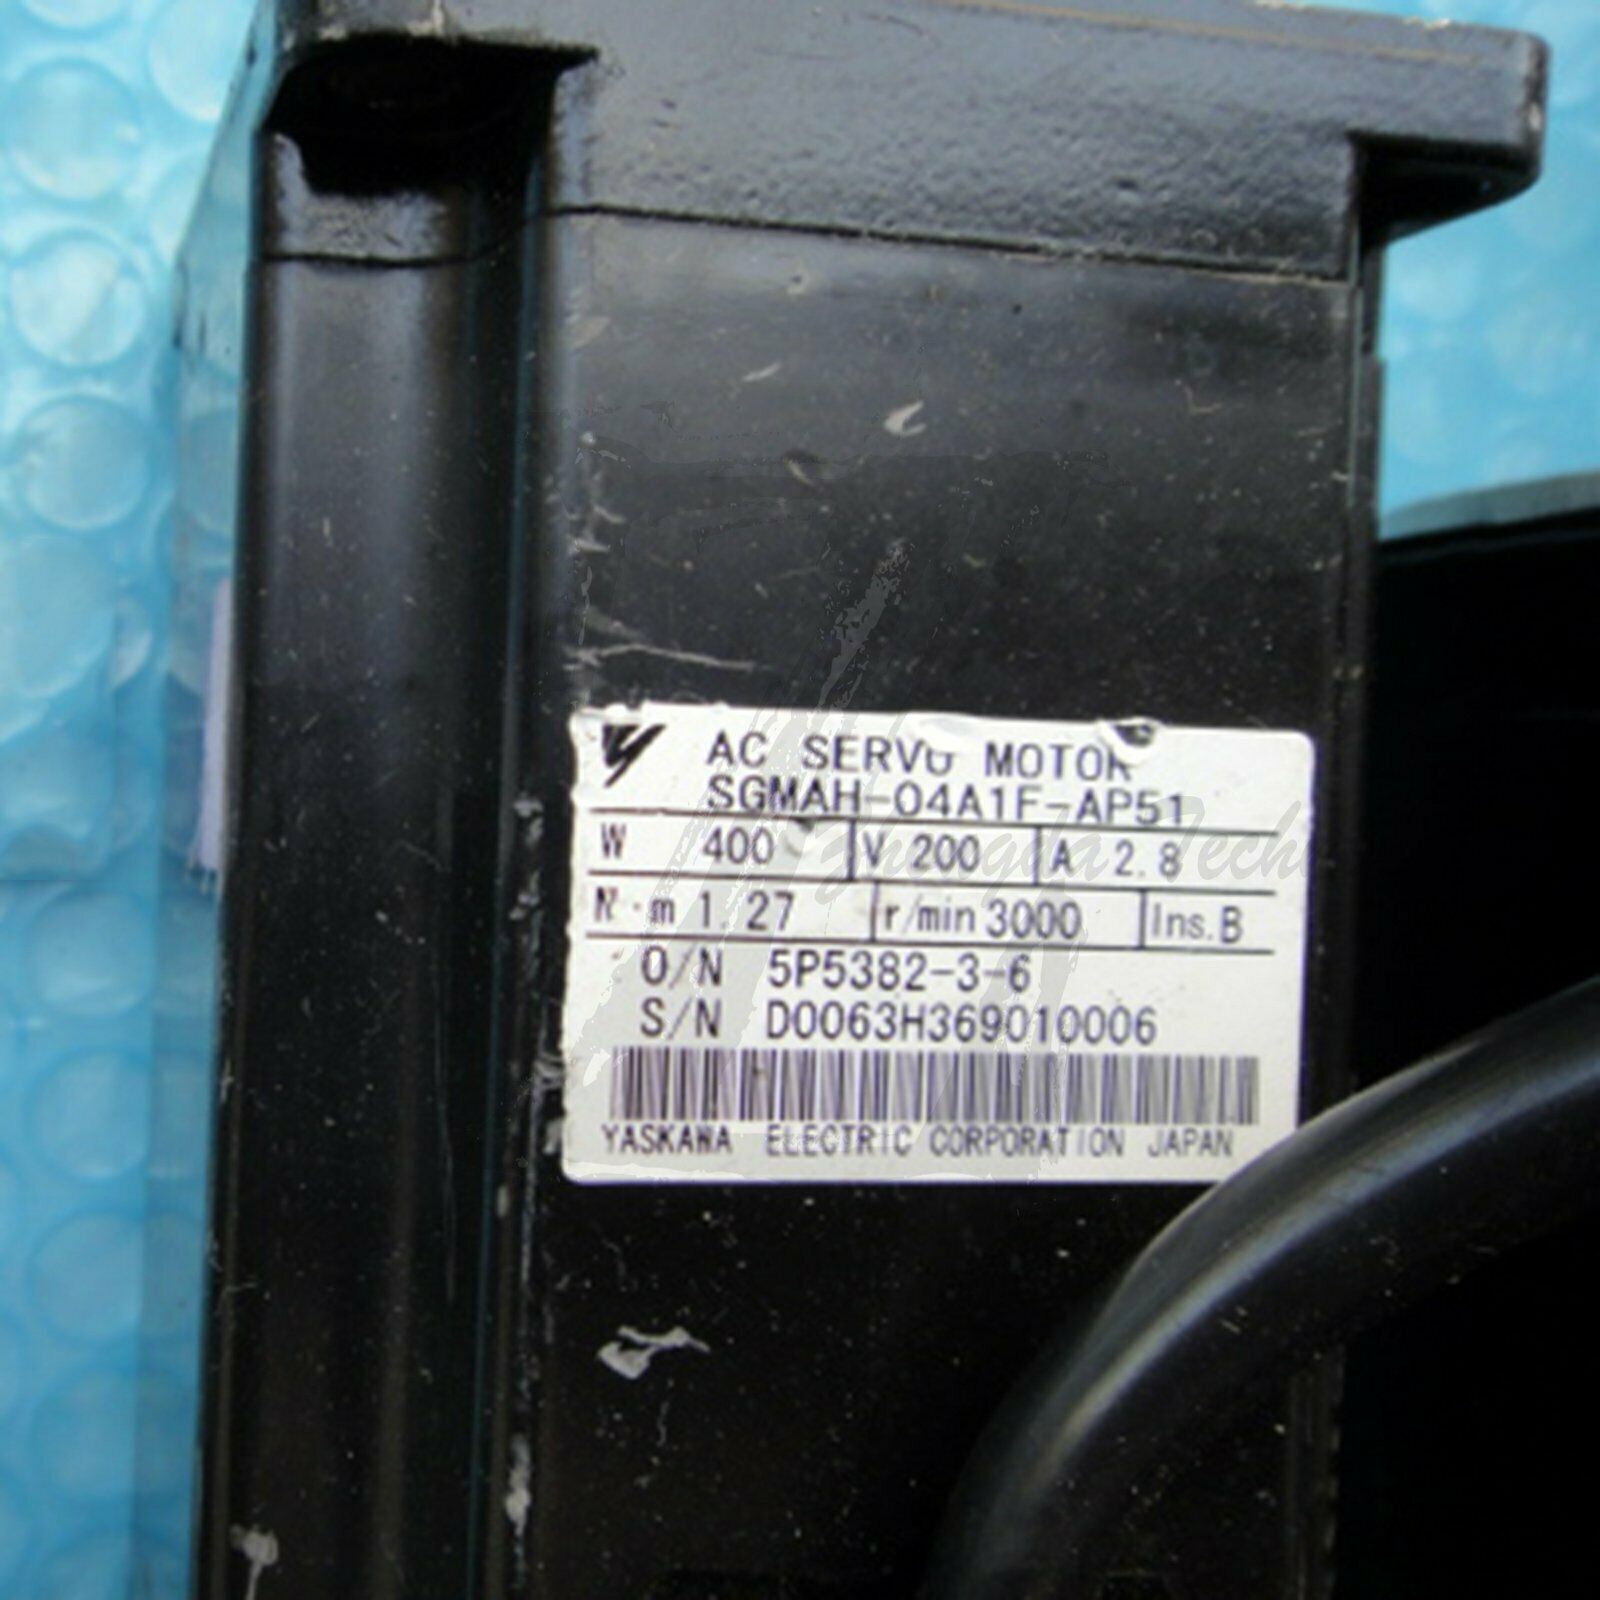 AC SERVO MOTOR
SGMAH-04A1F-AP51
W 400 V 200 A 2.8
N·m 1.27 r/min 3000 Ins. B
O/N 5P5382-3-6
S/N D0063H369010006
YASKAWA ELECTRIC CORPORATION JAPAN